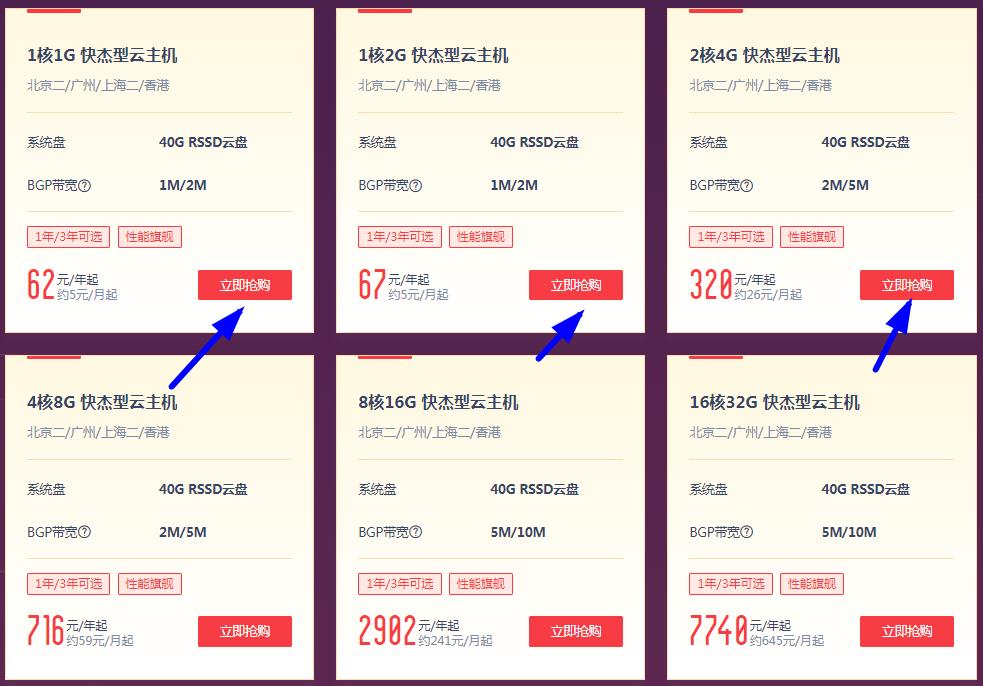 1核1G 快杰型云主机
北京二/广州/上海二/香港
系统盘 40G RSSD云盘
BGP带宽? 1M/2M
1年/3年可选 性能旗舰
62元/年起
约5元/月起
立即抢购
1核2G 快杰型云主机
北京二/广州/上海二/香港
系统盘 40G RSSD云盘
BGP带宽? 1M/2M
1年/3年可选 性能旗舰
67元/年起
约5元/月起
立即抢购
2核4G 快杰型云主机
北京二/广州/上海二/香港
系统盘 40G RSSD云盘
BGP带宽? 2M/5M
1年/3年可选 性能旗舰
320元/年起
约26元/月起
立即抢购
4核8G 快杰型云主机
北京二/广州/上海二/香港
系统盘 40G RSSD云盘
BGP带宽? 2M/5M
1年/3年可选 性能旗舰
716元/年起
约59元/月起
立即抢购
8核16G 快杰型云主机
北京二/广州/上海二/香港
系统盘 40G RSSD云盘
BGP带宽? 5M/10M
1年/3年可选 性能旗舰
2902元/年起
约241元/月起
立即抢购
16核32G 快杰型云主机
北京二/广州/上海二/香港
系统盘 40G RSSD云盘
BGP带宽? 5M/10M
1年/3年可选 性能旗舰
7740元/年起
约645元/月起
立即抢购